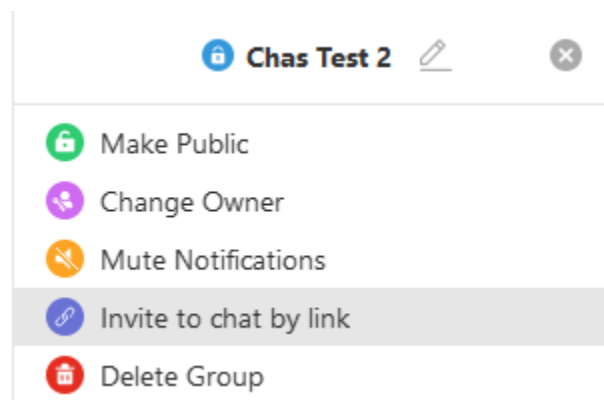 Chas Test 2
Make Public
Change Owner
Mute Notifications
Invite to chat by link
Delete Group